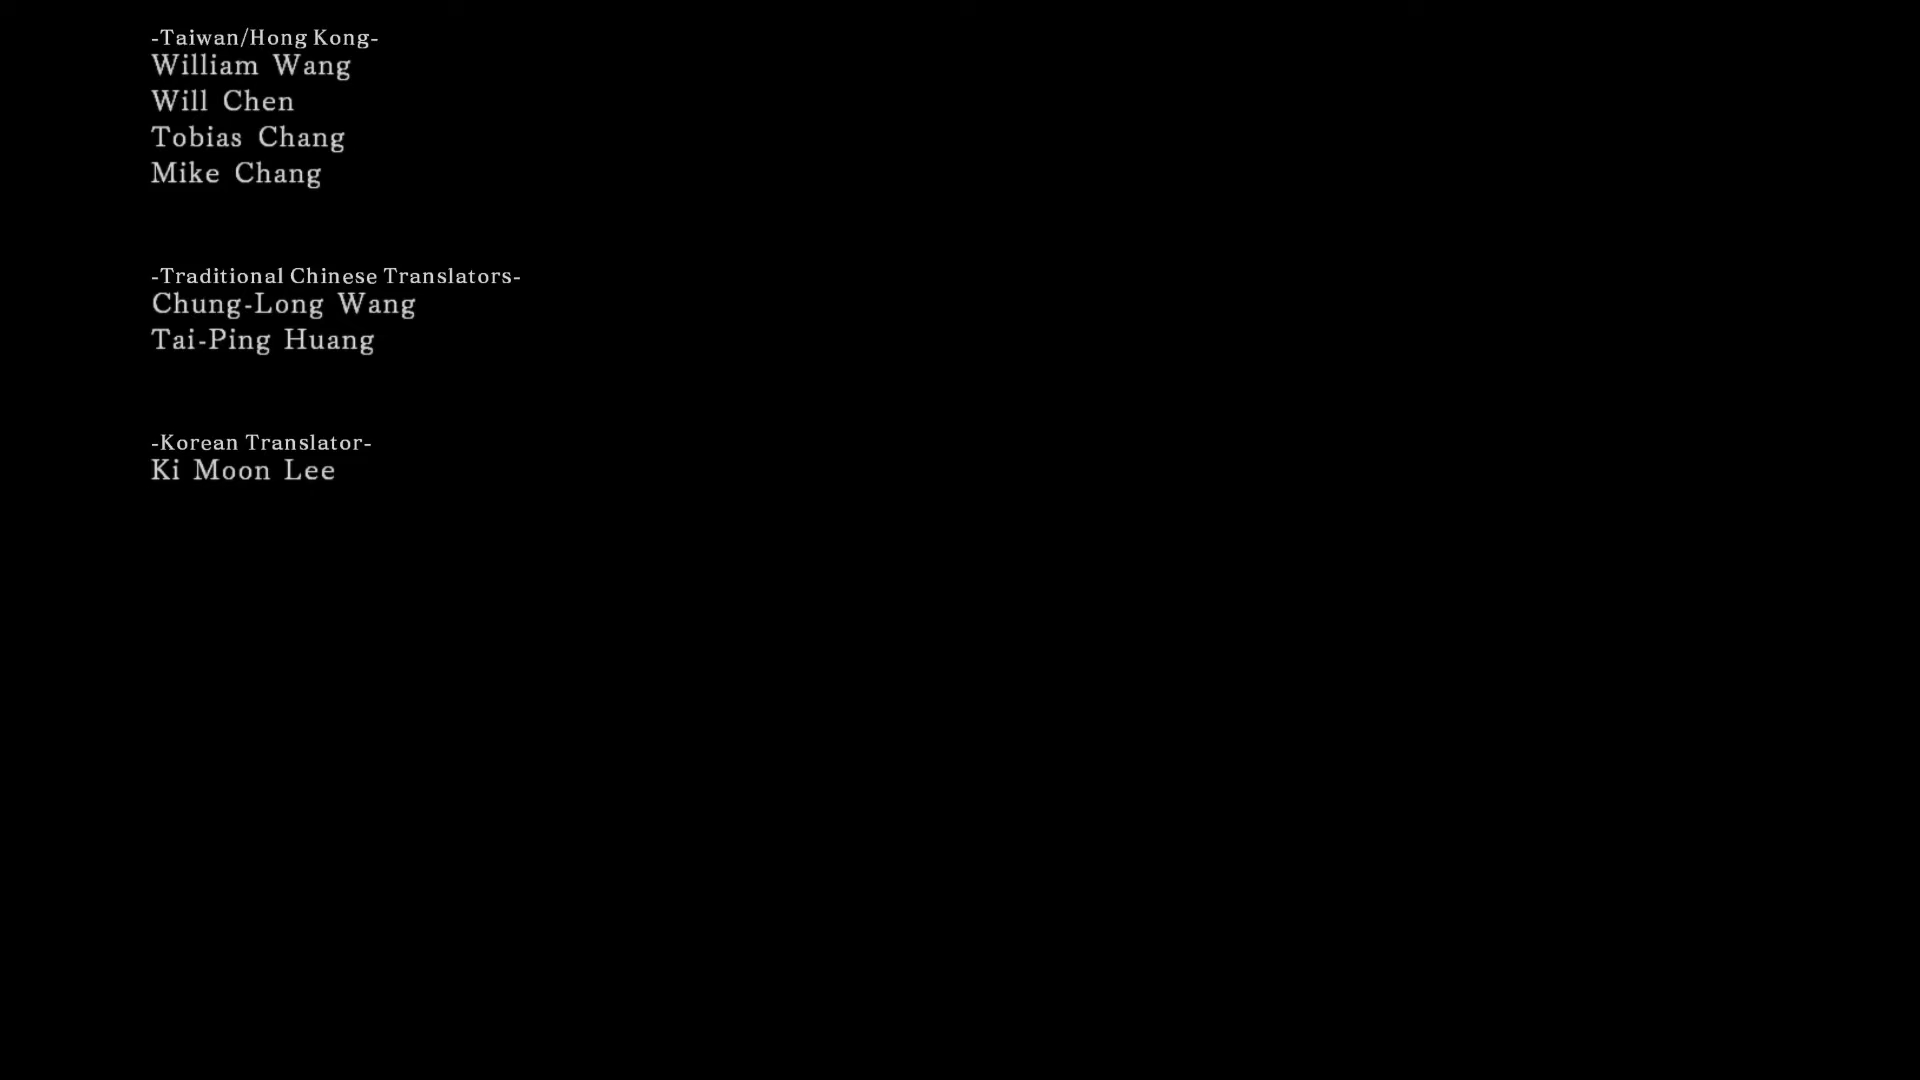 -Taiwan/Hong Kong-
William Wang
Will Chen
Tobias Chang
Mike Chang
-Traditional Chinese Translators-
Chung-Long Wang
Tai-Ping Huang
-Korean Translator-
Ki Moon Lee